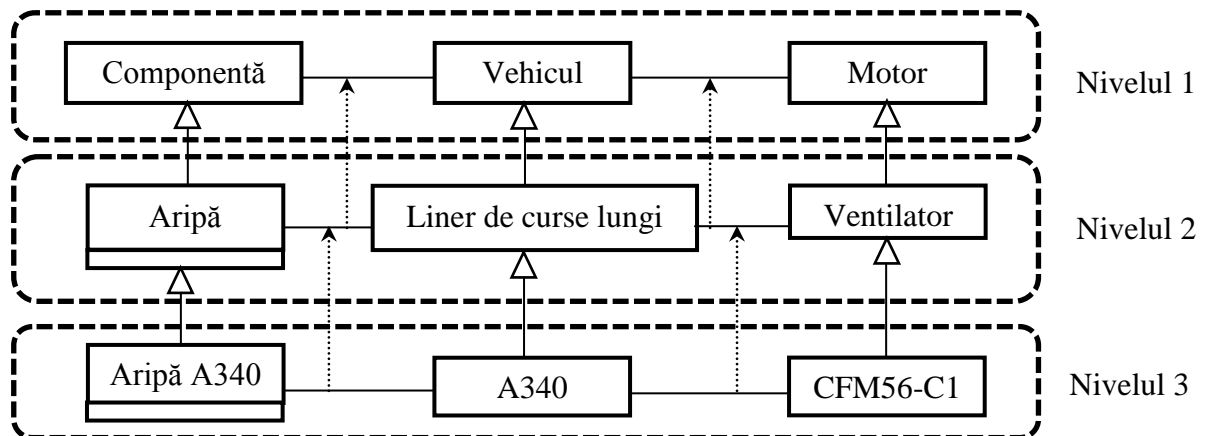 Componentă
Vehicul
Motor
Nivelul 1
Aripă
Liner de curse lungi
Ventilator
Nivelul 2
Aripă A340
A340
CFM56-C1
Nivelul 3